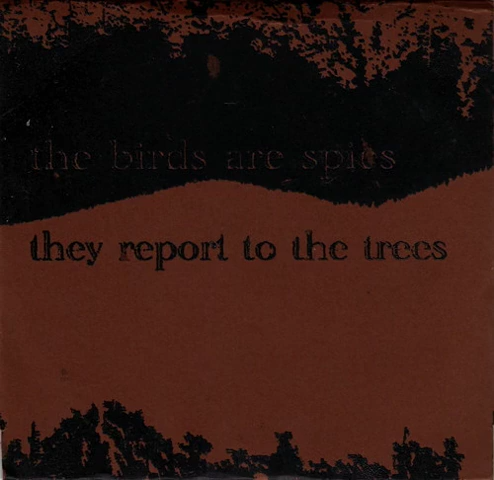 the birds are spies
they report to the trees